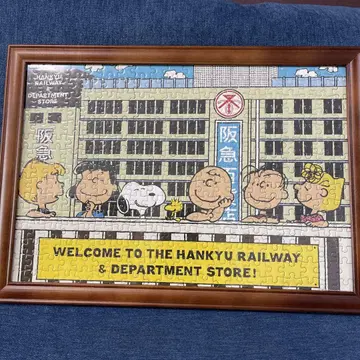 HANKYU
RAILWAY
&
DEPARTMENT
STORE
阪急
阪急
WELCOME TO THE HANKYU RAILWAY
& DEPARTMENT STORE!